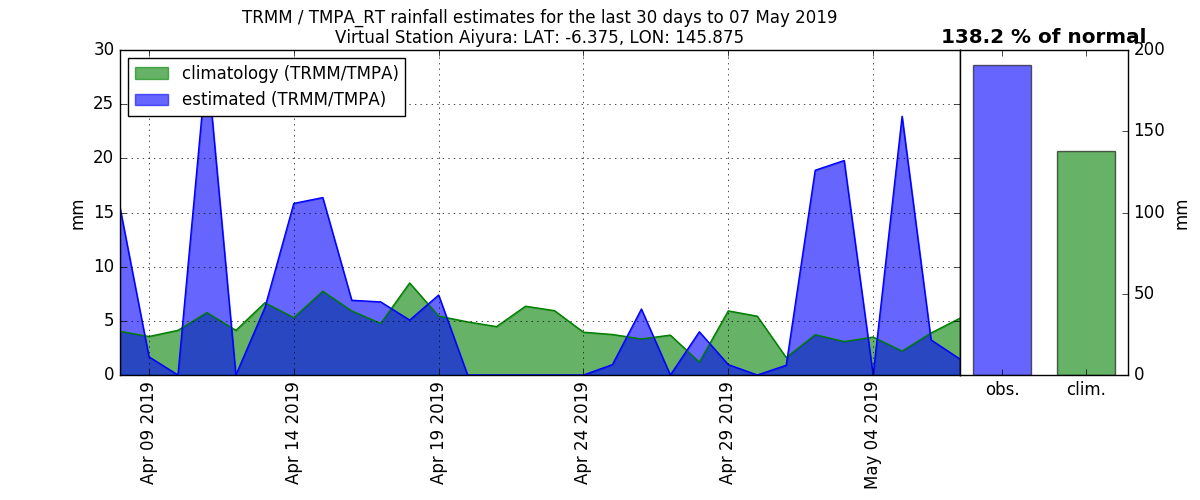 TRMM / TMPA_RT rainfall estimates for the last 30 days to 07 May 2019
Virtual Station Aiyura: LAT: -6.375, LON: 145.875
138.2 % of normal
climatology (TRMM/TMPA)
estimated (TRMM/TMPA)
30
25
20
15
10
5
0
mm
Apr 09 2019
Apr 14 2019
Apr 19 2019
Apr 24 2019
Apr 29 2019
May 04 2019
200
150
100
50
0
mm
obs.
clim.